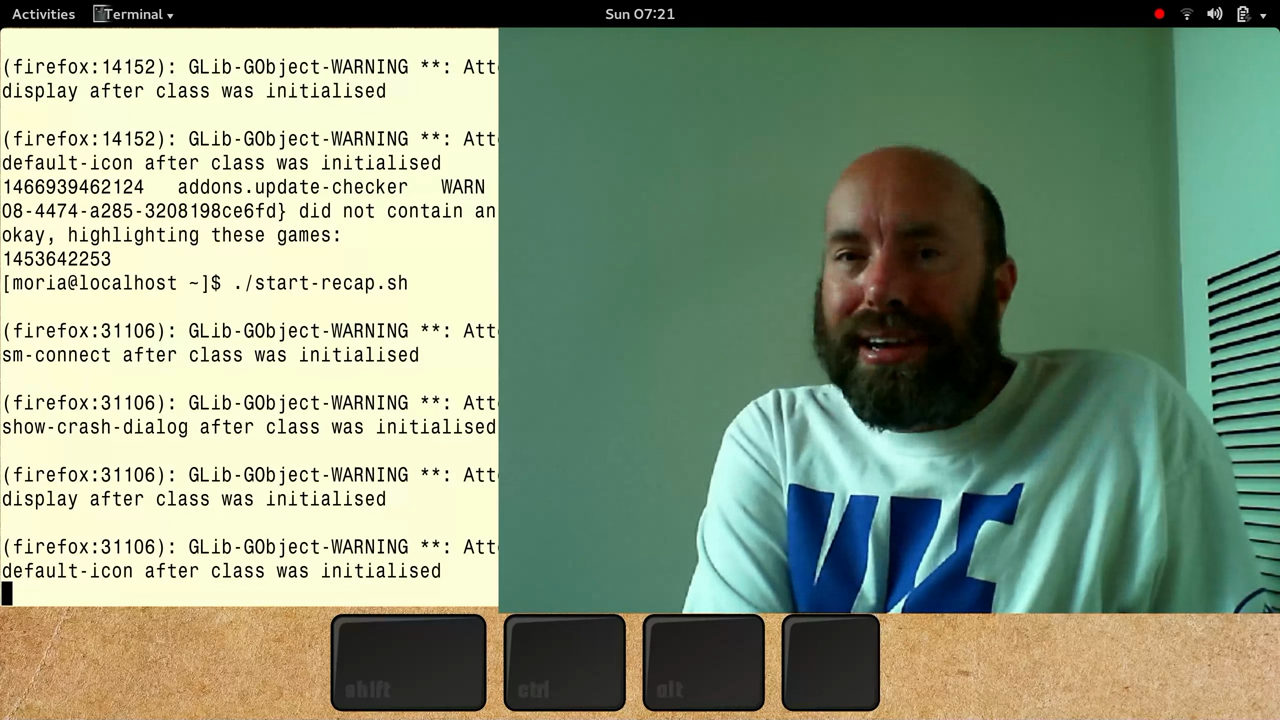 Activities Terminal Sun 07:21
(firefox:14152): GLib-GObject-WARNING **: Att
display after class was initialised
(firefox:14152): GLib-GObject-WARNING **: Att
default-icon after class was initialised
1466939462124 addons.update-checker WARN
08-4474-a285-3208198ce6fd} did not contain an
okay, highlighting these games:
1453642253
[moria@localhost ~]$ ./start-recap.sh
(firefox:31106): GLib-GObject-WARNING **: Att
sm-connect after class was initialised
(firefox:31106): GLib-GObject-WARNING **: Att
show-crash-dialog after class was initialised
(firefox:31106): GLib-GObject-WARNING **: Att
display after class was initialised
(firefox:31106): GLib-GObject-WARNING **: Att
default-icon after class was initialised
shift ctrl alt